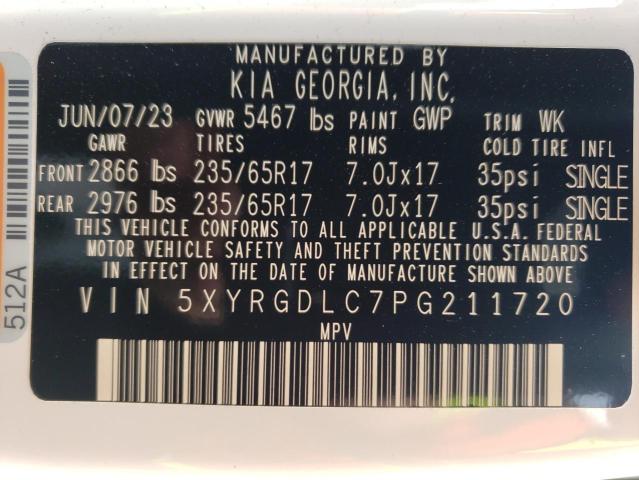 MANUFACTURED BY
KIA GEORGIA, INC.
JUN/07/23 GVWR 5467 lbs PAINT GWP TRIM WK
GAWR TIRES RIMS COLD TIRE INFL
FRONT 2866 lbs 235/65R17 7.0Jx17 35psi SINGLE
REAR 2976 lbs 235/65R17 7.0Jx17 35psi SINGLE
THIS VEHICLE CONFORMS TO ALL APPLICABLE U.S.A. FEDERAL
MOTOR VEHICLE SAFETY AND THEFT PREVENTION STANDARDS
IN EFFECT ON THE DATE OF MANUFACTURE SHOWN ABOVE
VIN 5XYRGDLC7PG211720
MPV
512A